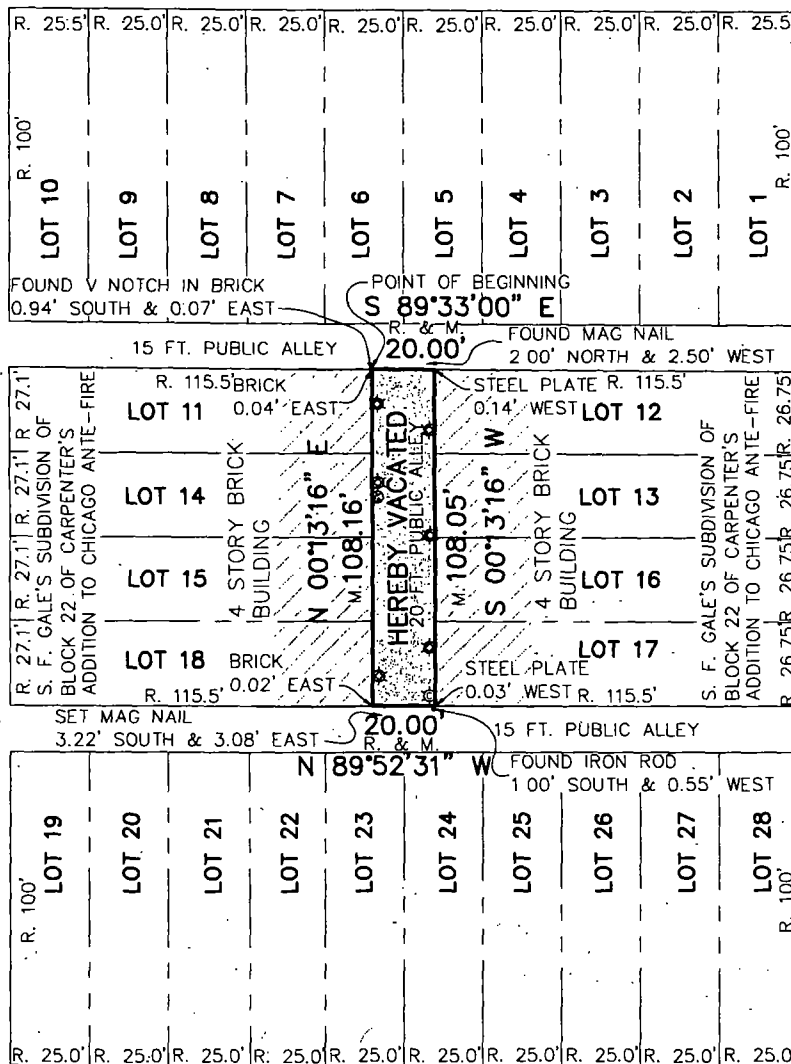 R. 25.5' R. 25.0' R. 25.0' R. 25.0' R. 25.0' R. 25.0' R. 25.0' R. 25.0' R. 25.0' R. 25.5'
R. 100'
R. 100'
LOT 10
LOT 9
LOT 8
LOT 7
LOT 6
LOT 5
LOT 4
LOT 3
LOT 2
LOT 1
FOUND V NOTCH IN BRICK
0.94' SOUTH & 0.07' EAST
POINT OF BEGINNING
S 89°33'00" E
R. & M.
20.00'
FOUND MAG NAIL
2 00' NORTH & 2.50' WEST
15 FT. PUBLIC ALLEY
R. 115.5'
BRICK
0.04' EAST
STEEL PLATE
0.14' WEST
R. 115.5'
LOT 11
LOT 14
LOT 15
LOT 18
LOT 12
LOT 13
LOT 16
LOT 17
R 27.1'
R. 27.1'
R. 27.1'
R. 27.1'
S. F. GALE'S SUBDIVISION OF
BLOCK 22 OF CARPENTER'S
ADDITION TO CHICAGO ANTE-FIRE
4 STORY BRICK
BUILDING
N 00°13'16" E
M. 108.16'
HEREBY VACATED
20 FT. PUBLIC ALLEY
M. 108.05'
S 00°13'16" W
4 STORY BRICK
BUILDING
S. F. GALE'S SUBDIVISION OF
BLOCK 22 OF CARPENTER'S
ADDITION TO CHICAGO ANTE-FIRE
R. 26.75'
R. 26.75'
R. 26 75'
R. 26 75'
BRICK
0.02' EAST
R. 115.5'
STEEL PLATE
0.03' WEST
R. 115.5'
SET MAG NAIL
3.22' SOUTH & 3.08' EAST
20.00'
R. & M.
N 89°52'31" W
15 FT. PUBLIC ALLEY
FOUND IRON ROD
1 00' SOUTH & 0.55' WEST
LOT 19
LOT 20
LOT 21
LOT 22
LOT 23
LOT 24
LOT 25
LOT 26
LOT 27
LOT 28
R. 100'
R. 100'
R. 25.0' R. 25.0' R. 25.0' R. 25.0' R. 25.0' R. 25.0' R. 25.0' R. 25.0' R. 25.0' R. 25.0'